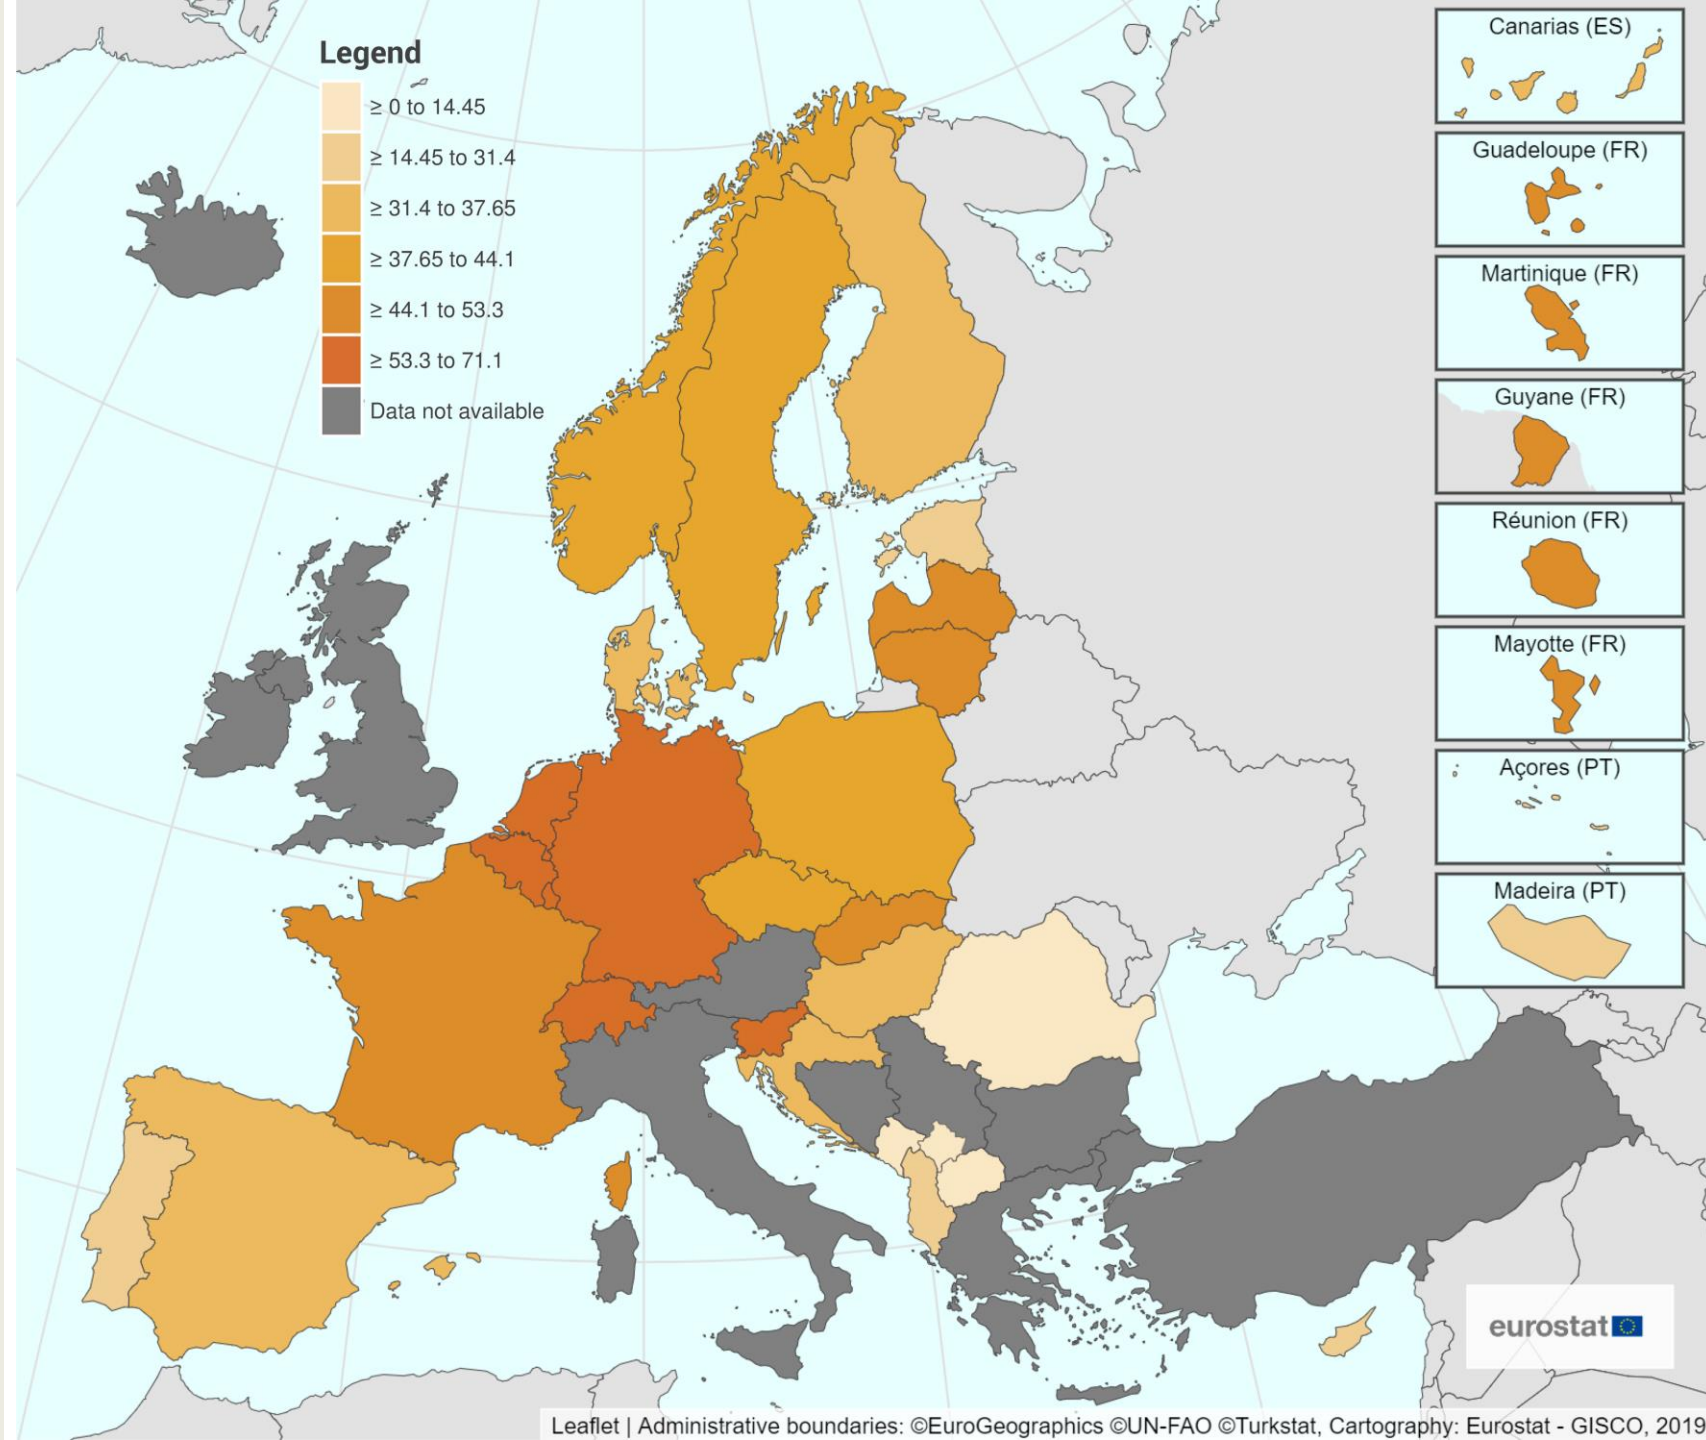 Legend
≥ 0 to 14.45
≥ 14.45 to 31.4
≥ 31.4 to 37.65
≥ 37.65 to 44.1
≥ 44.1 to 53.3
≥ 53.3 to 71.1
Data not available
Canarias (ES)
Guadeloupe (FR)
Martinique (FR)
Guyane (FR)
Réunion (FR)
Mayotte (FR)
Açores (PT)
Madeira (PT)
eurostat
Leaflet | Administrative boundaries: ©EuroGeographics ©UN-FAO ©Turkstat, Cartography: Eurostat - GISCO, 2019